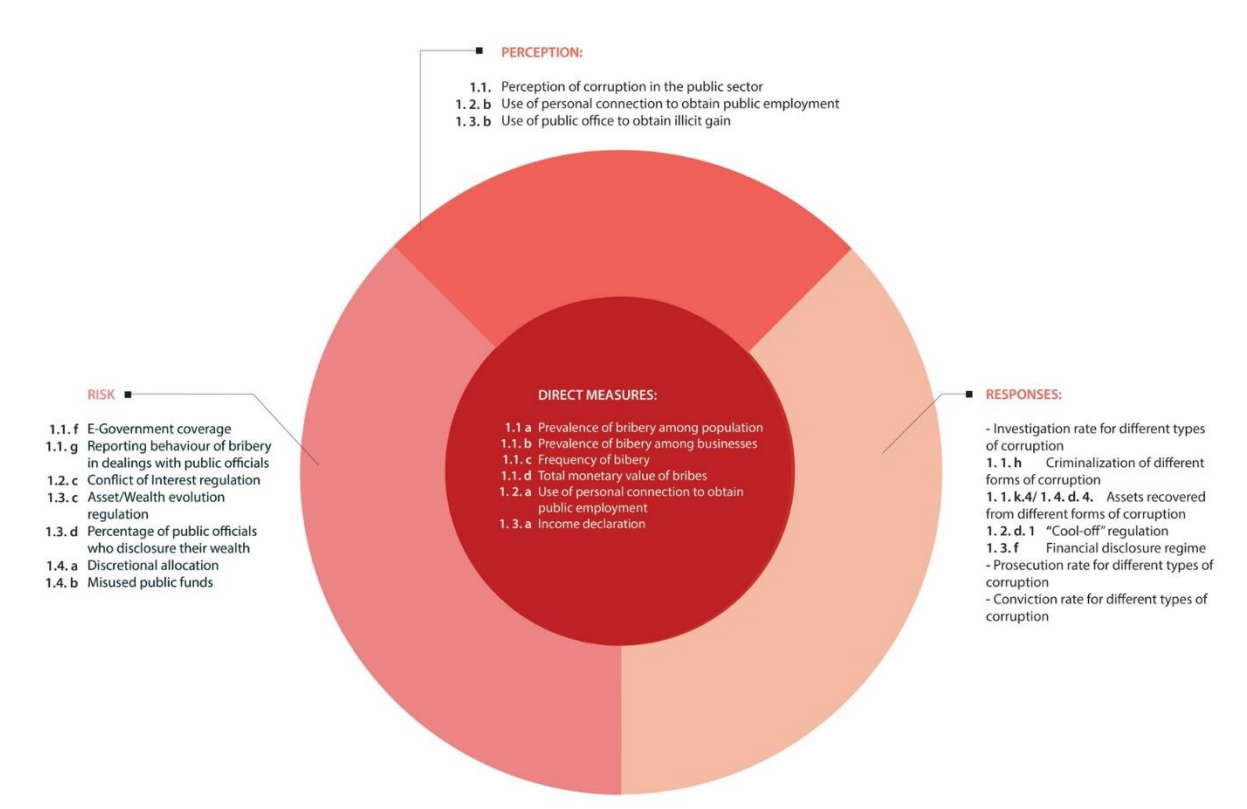 PERCEPTION:
1.1. Perception of corruption in the public sector
1. 2. b Use of personal connection to obtain public employment
1. 3. b Use of public office to obtain illicit gain
RISK
1.1. f E-Government coverage
1.1. g Reporting behaviour of bribery
in dealings with public officials
1.2. c Conflict of Interest regulation
1.3. c Asset/Wealth evolution
regulation
1.3. d Percentage of public officials
who disclosure their wealth
1.4. a Discretional allocation
1.4. b Misused public funds
DIRECT MEASURES:
1.1 a Prevalence of bribery among population
1.1. b Prevalence of bibery among businesses
1.1. c Frequency of bibery
1.1. d Total monetary value of bribes
1. 2. a Use of personal connection to obtain
public employment
1. 3. a Income declaration
RESPONSES:
- Investigation rate for different types
of corruption
1. 1. h Criminalization of different
forms of corruption
1. 1. k.4/ 1. 4. d. 4. Assets recovered
from different forms of corruption
1. 2. d. 1 “Cool-off” regulation
1. 3. f Financial disclosure regime
- Prosecution rate for different types of
corruption
- Conviction rate for different types of
corruption